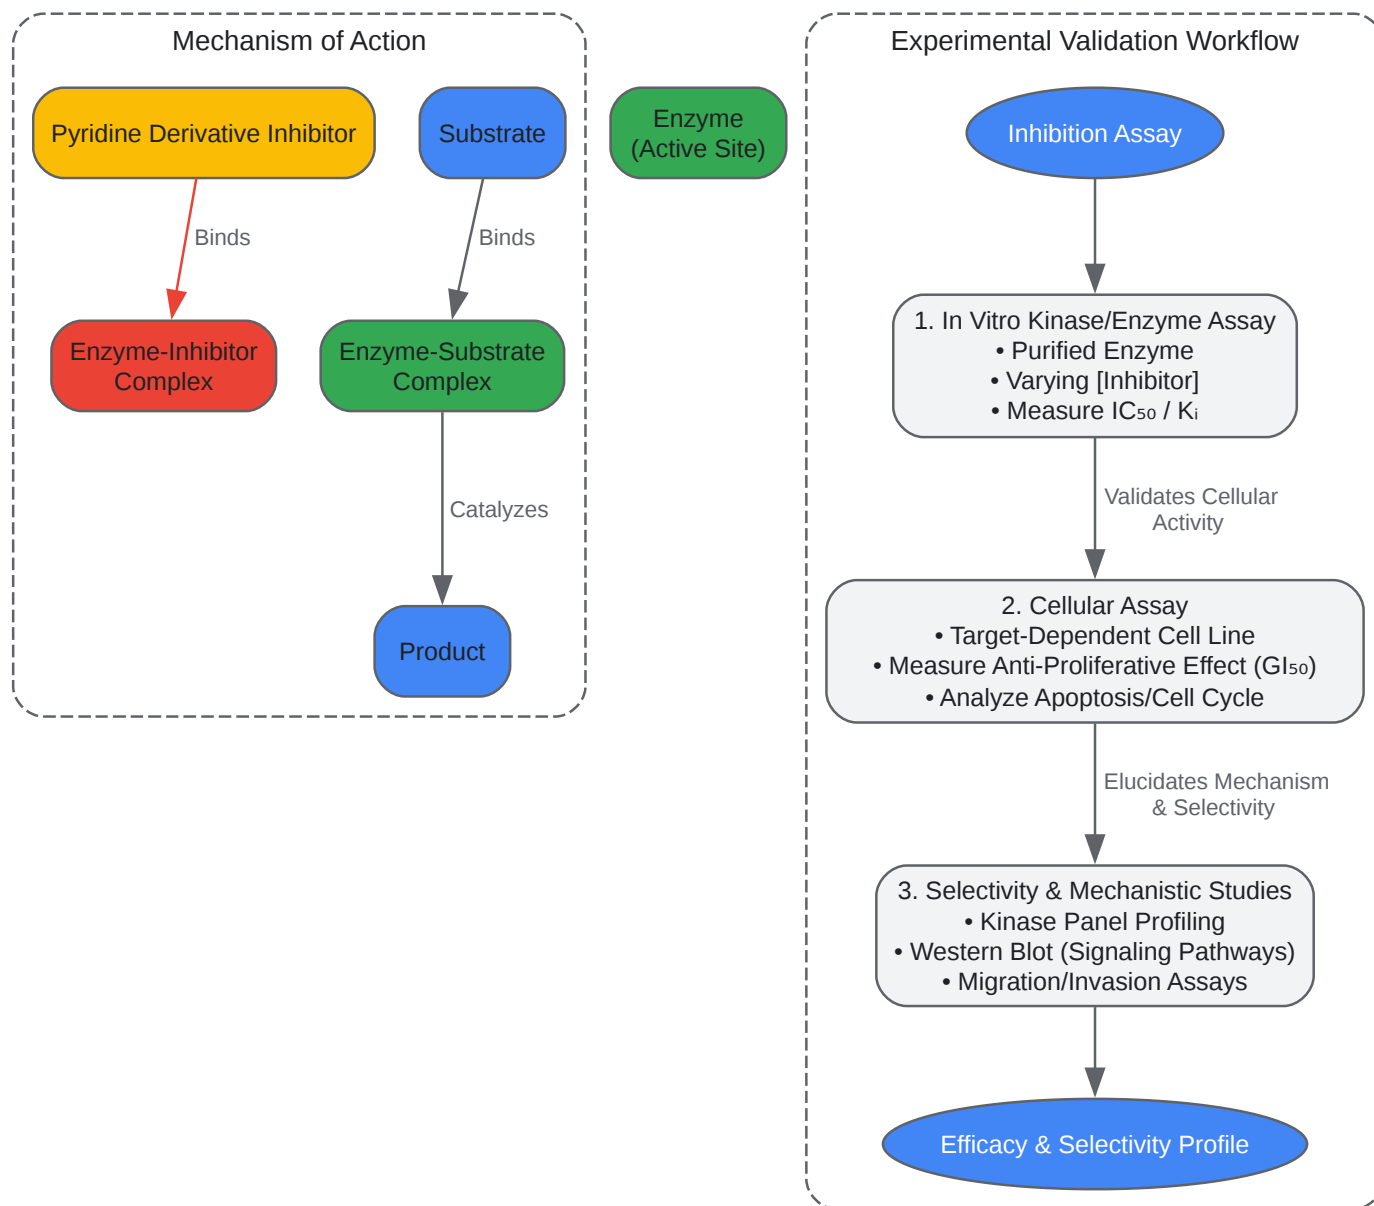 Mechanism of Action
Pyridine Derivative Inhibitor
Substrate
Enzyme
(Active Site)
Binds
Binds
Enzyme-Inhibitor
Complex
Enzyme-Substrate
Complex
Catalyzes
Product
Experimental Validation Workflow
Inhibition Assay
1. In Vitro Kinase/Enzyme Assay
• Purified Enzyme
• Varying [Inhibitor]
• Measure IC₅₀ / Kᵢ
Validates Cellular
Activity
2. Cellular Assay
• Target-Dependent Cell Line
• Measure Anti-Proliferative Effect (GI₅₀)
• Analyze Apoptosis/Cell Cycle
Elucidates Mechanism
& Selectivity
3. Selectivity & Mechanistic Studies
• Kinase Panel Profiling
• Western Blot (Signaling Pathways)
• Migration/Invasion Assays
Efficacy & Selectivity Profile